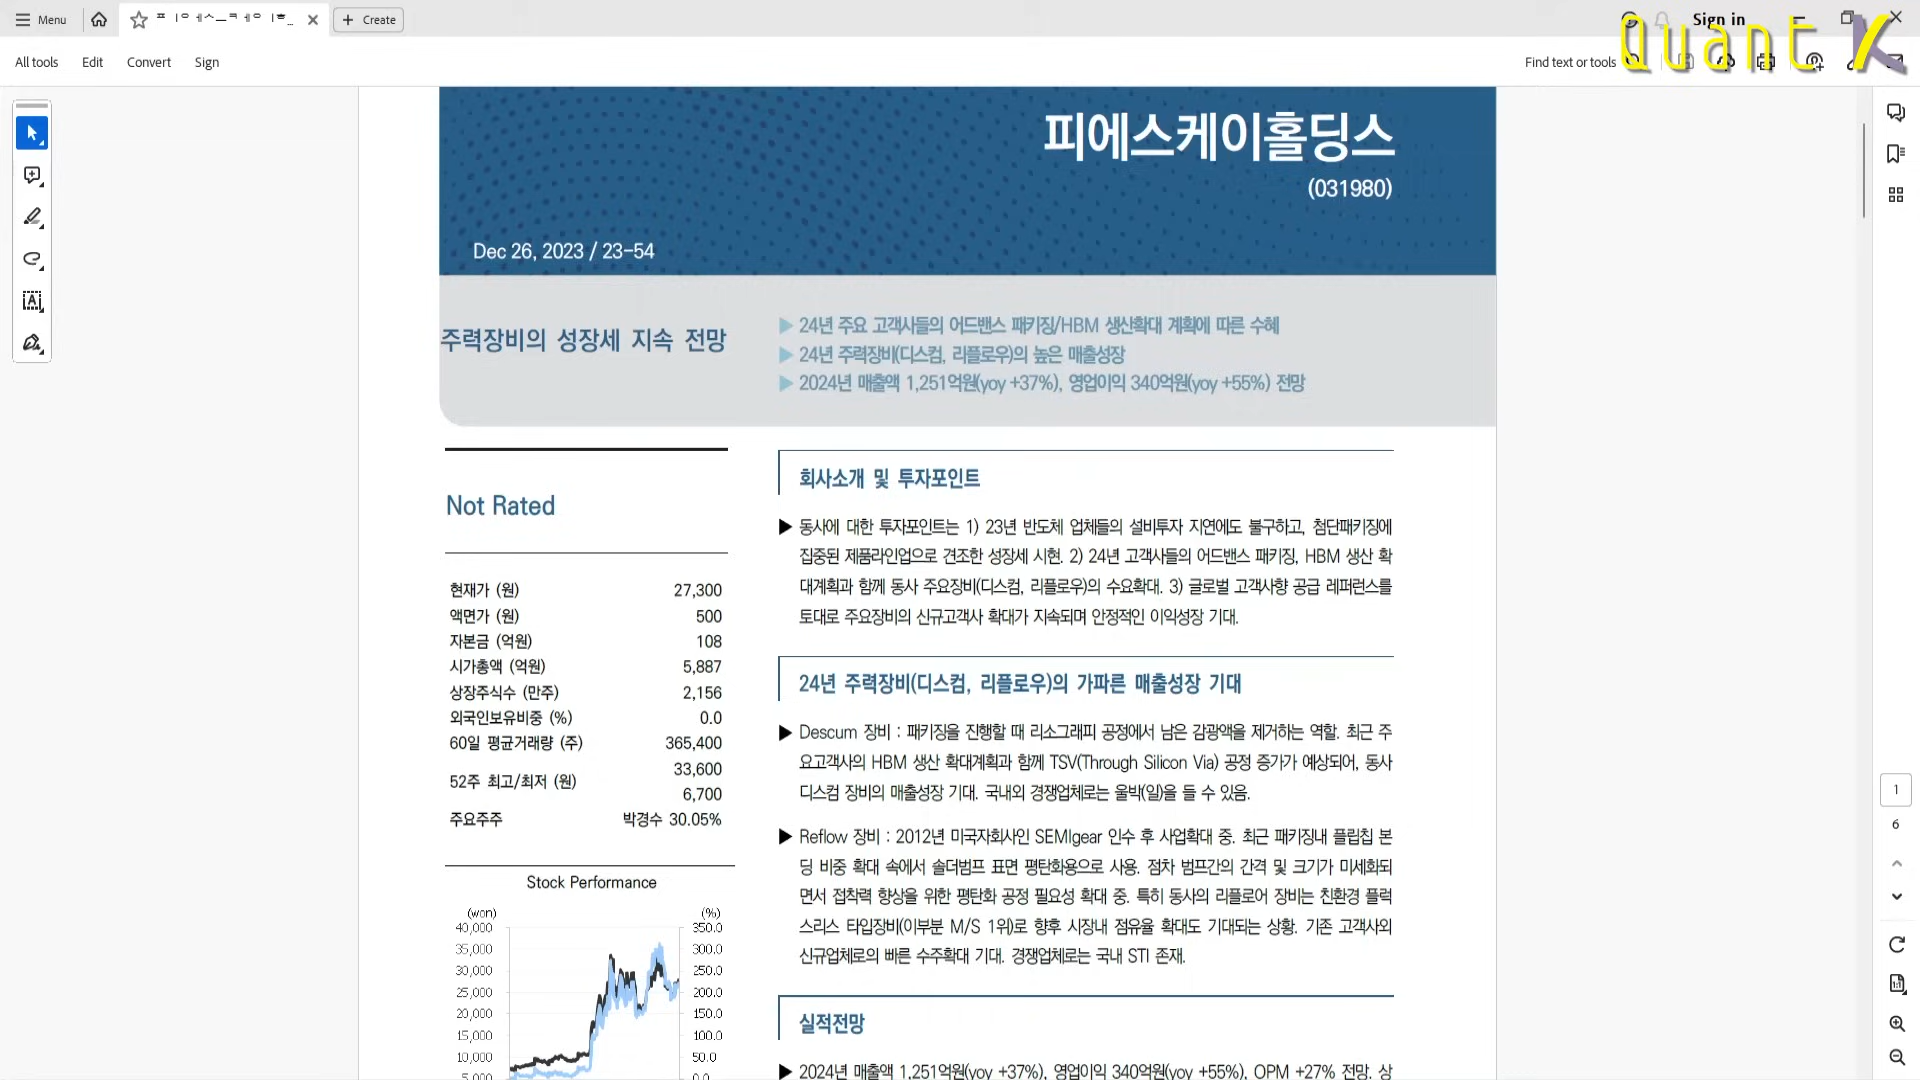 Menu
Create
Sign in
Quant K
All tools
Edit
Convert
Sign
Find text or tools
피에스케이홀딩스
(031980)
Dec 26, 2023 / 23-54
주력장비의 성장세 지속 전망
▶ 24년 주요 고객사들의 어드밴스 패키징/HBM 생산확대 계획에 따른 수혜
▶ 24년 주력장비(디스컴, 리플로우)의 높은 매출성장
▶ 2024년 매출액 1,251억원(yoy +37%), 영업이익 340억원(yoy +55%) 전망
Not Rated
현재가 (원) 27,300
액면가 (원) 500
자본금 (억원) 108
시가총액 (억원) 5,887
상장주식수 (만주) 2,156
외국인보유비중 (%) 0.0
60일 평균거래량 (주) 365,400
52주 최고/최저 (원) 33,600
6,700
주요주주 박경수 30.05%
Stock Performance
(won) (%)
40,000 350.0
35,000 300.0
30,000 250.0
25,000 200.0
20,000 150.0
15,000 100.0
10,000 50.0
5,000 0.0
회사소개 및 투자포인트
▶ 동사에 대한 투자포인트는 1) 23년 반도체 업체들의 설비투자 지연에도 불구하고, 첨단패키징에
집중된 제품라인업으로 견조한 성장세 시현. 2) 24년 고객사들의 어드밴스 패키징, HBM 생산 확
대계획과 함께 동사 주요장비(디스컴, 리플로우)의 수요확대. 3) 글로벌 고객사향 공급 레퍼런스를
토대로 주요장비의 신규고객사 확대가 지속되며 안정적인 이익성장 기대.
24년 주력장비(디스컴, 리플로우)의 가파른 매출성장 기대
▶ Descum 장비 : 패키징을 진행할 때 리소그래피 공정에서 남은 감광액을 제거하는 역할. 최근 주
요고객사의 HBM 생산 확대계획과 함께 TSV(Through Silicon Via) 공정 증가가 예상되어, 동사
디스컴 장비의 매출성장 기대. 국내외 경쟁업체로는 울박(일)을 들 수 있음.
▶ Reflow 장비 : 2012년 미국자회사인 SEMIgear 인수 후 사업확대 중. 최근 패키징내 플립칩 본
딩 비중 확대 속에서 솔더범프 표면 평탄화용으로 사용. 점차 범프간의 간격 및 크기가 미세화되
면서 접착력 향상을 위한 평탄화 공정 필요성 확대 중. 특히 동사의 리플로어 장비는 친환경 플럭
스리스 타입장비(이부분 M/S 1위)로 향후 시장내 점유율 확대도 기대되는 상황. 기존 고객사외
신규업체로의 빠른 수주확대 기대. 경쟁업체로는 국내 STI 존재.
실적전망
▶ 2024년 매출액 1,251억원(yoy +37%), 영업이익 340억원(yoy +55%), OPM +27% 전망. 상
1
6